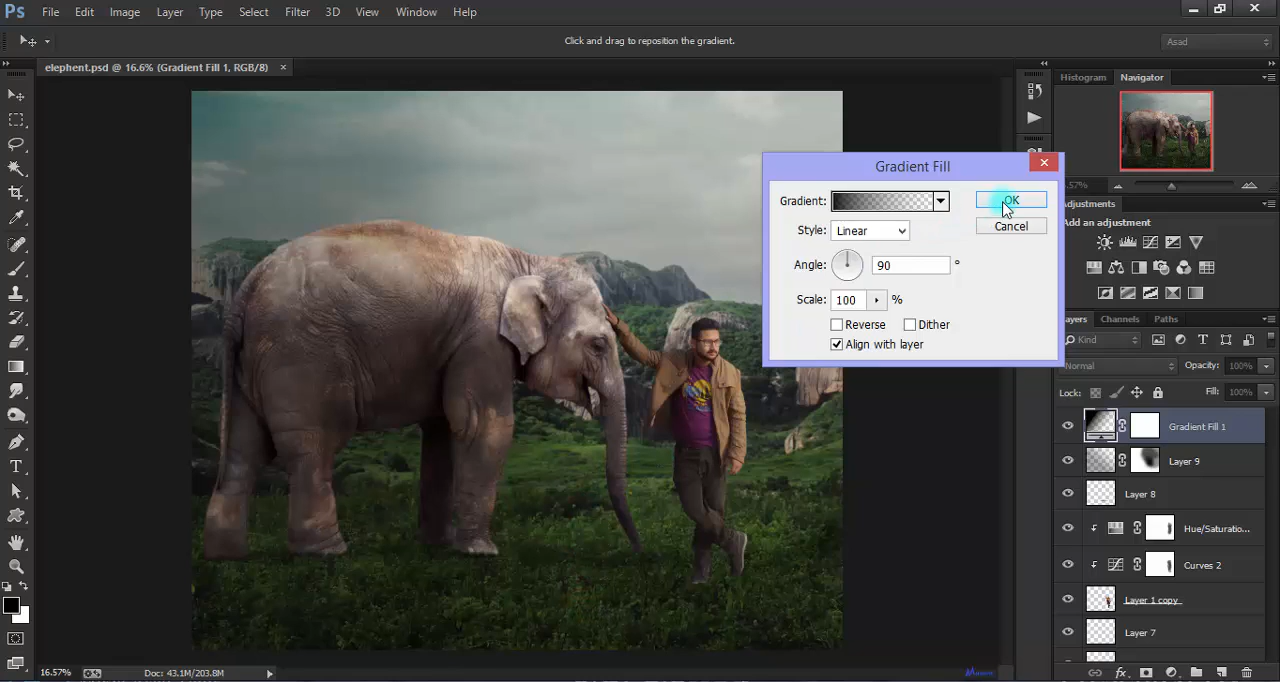 Ps File Edit Image Layer Type Select Filter 3D View Window Help
Click and drag to reposition the gradient.
Asad
elephent.psd @ 16.6% (Gradient Fill 1, RGB/8) ×
Histogram Navigator
Gradient Fill
Gradient:
OK
Cancel
Style: Linear
Angle: 90 °
Scale: 100 %
Reverse Dither
Align with layer
Adjustments
Add an adjustment
Channels Paths
Kind
Normal Opacity: 100%
Lock: Fill: 100%
Gradient Fill 1
Layer 9
Layer 8
Hue/Saturatio...
Curves 2
Layer 1 copy
Layer 7
fx
16.57% Doc: 43.1M/203.8M